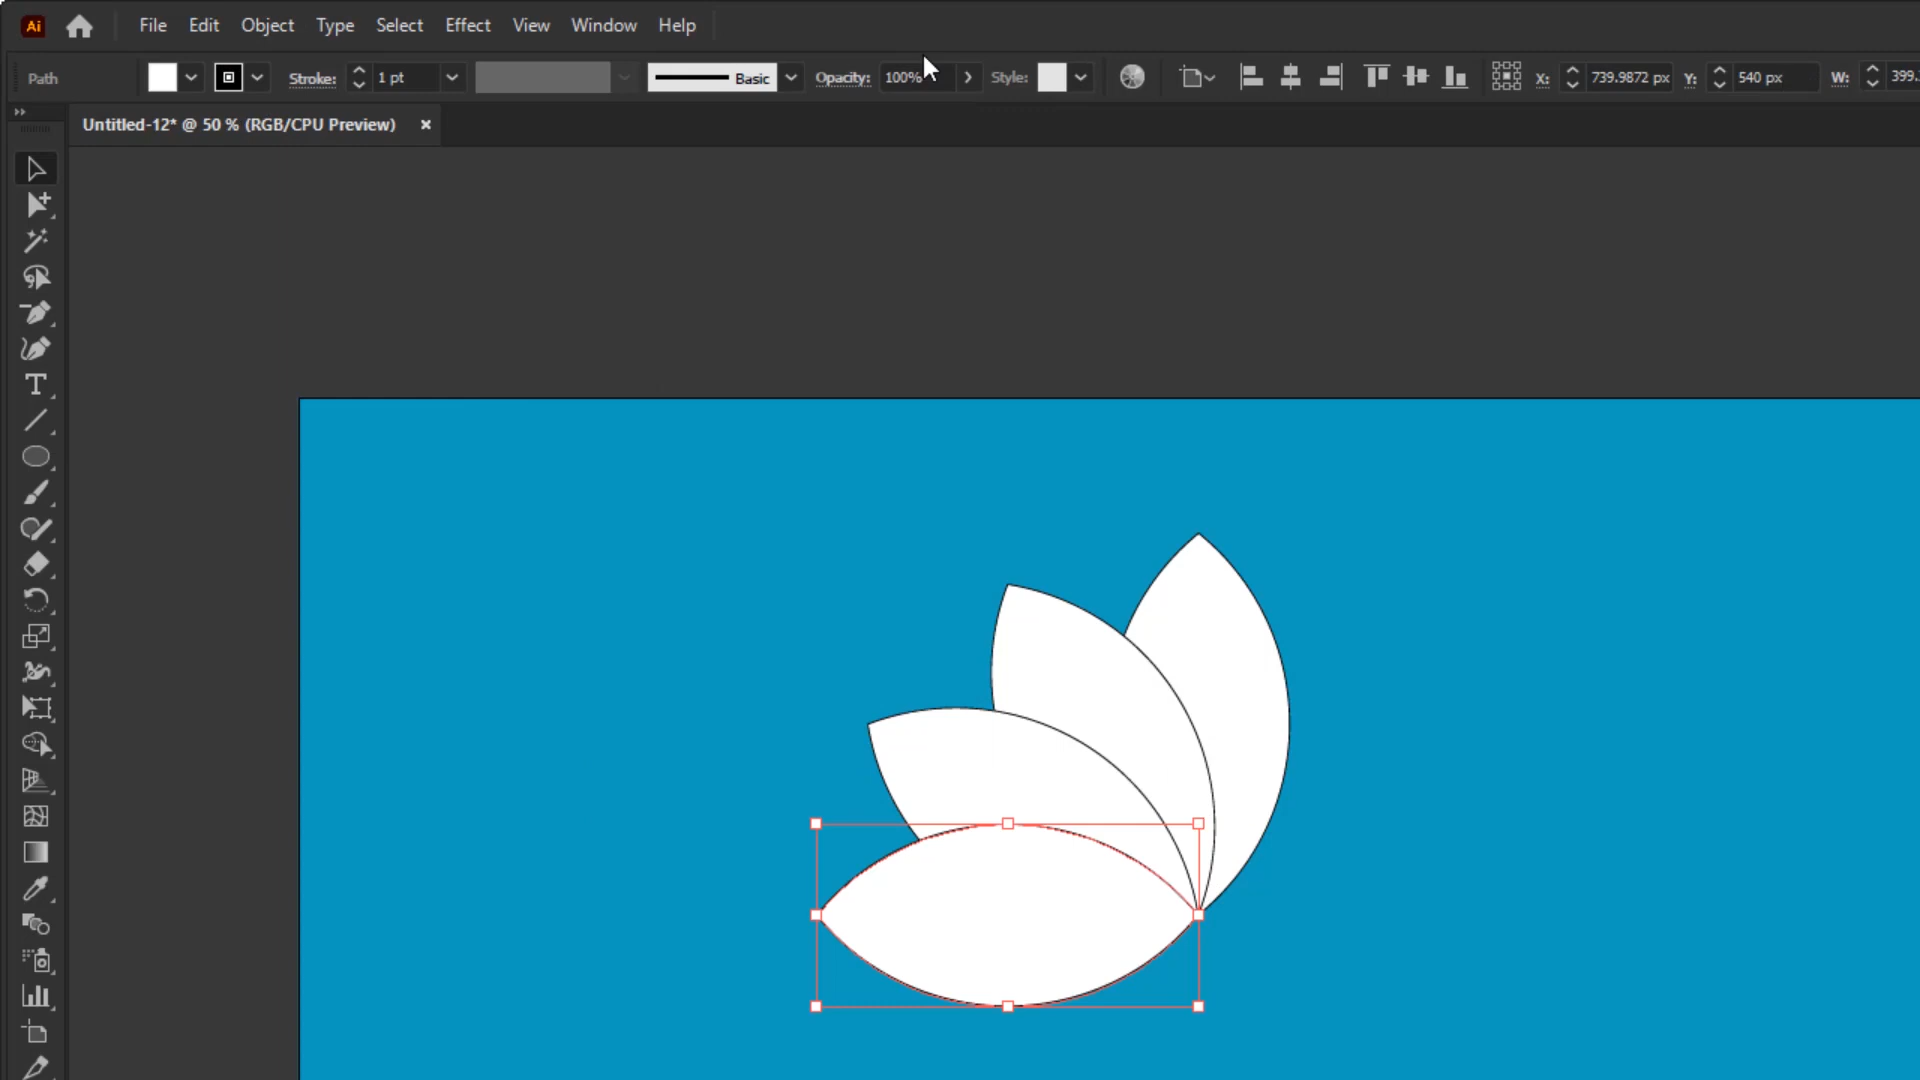 Ai File Edit Object Type Select Effect View Window Help
Path Stroke: 1 pt Basic Opacity: 100% Style: X: 739.9872 px Y: 540 px W: 399.
Untitled-12* @ 50 % (RGB/CPU Preview) ×